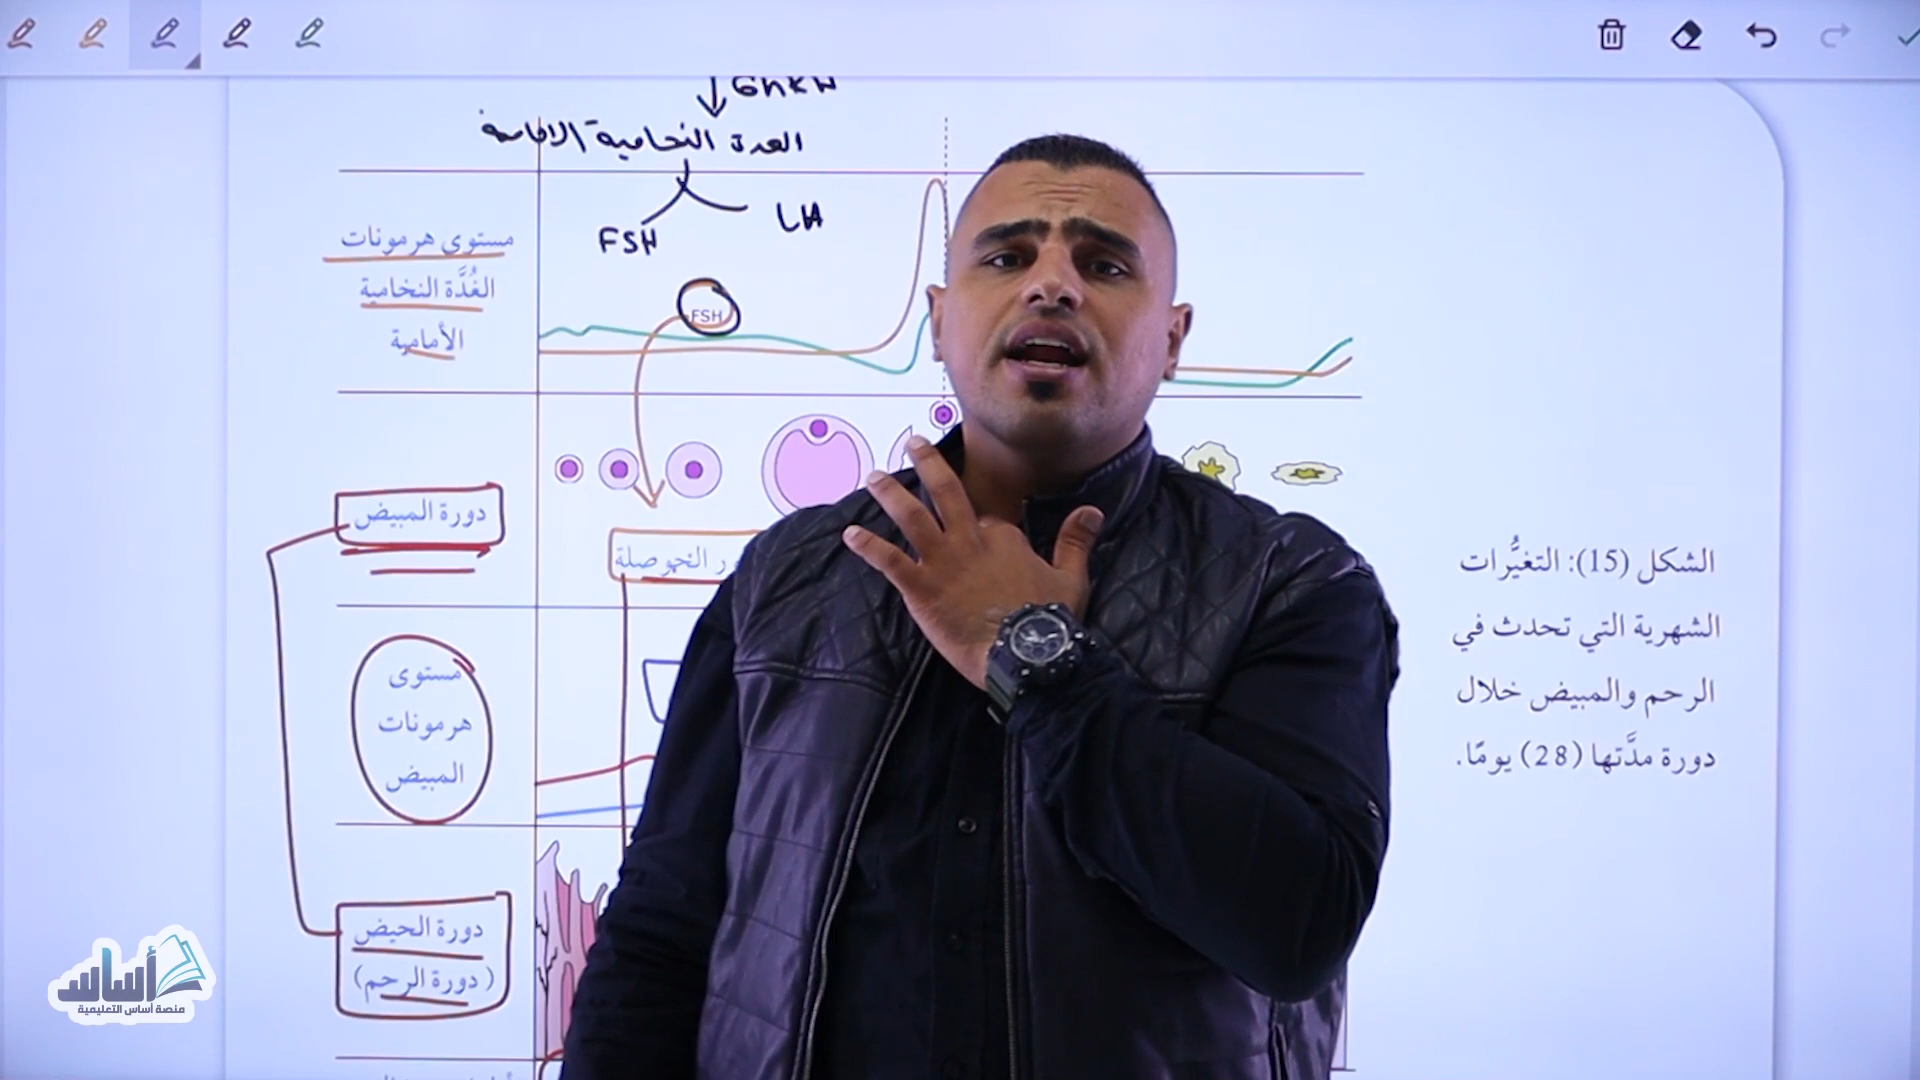 GnRH
الغدة النخامية الامامية
FSH
LH
مستوى هرمونات
الغُدَّة النخامية
الأمامية
FSH
دورة المبيض
ور الحوصلة
مستوى
هرمونات
المبيض
دورة الحيض
(دورة الرحم)
الشكل (15): التغيُّرات
الشهرية التي تحدث في
الرحم والمبيض خلال
دورة مدَّتها (28) يومًا.
أساس
منصة أساس التعليمية